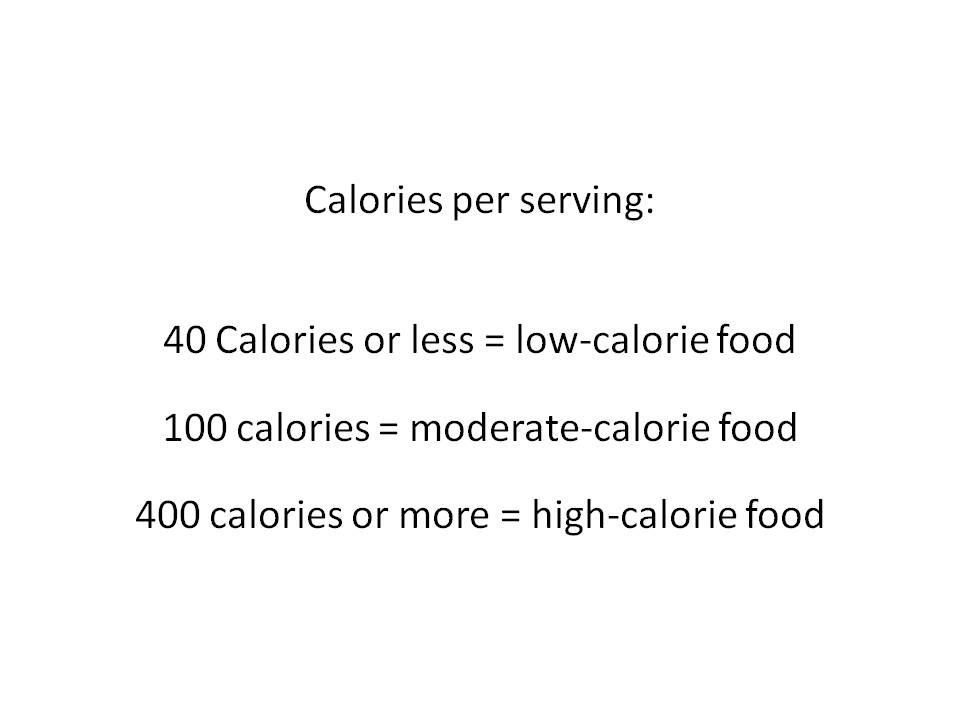 Calories per serving:
40 Calories or less = low-calorie food
100 calories = moderate-calorie food
400 calories or more = high-calorie food